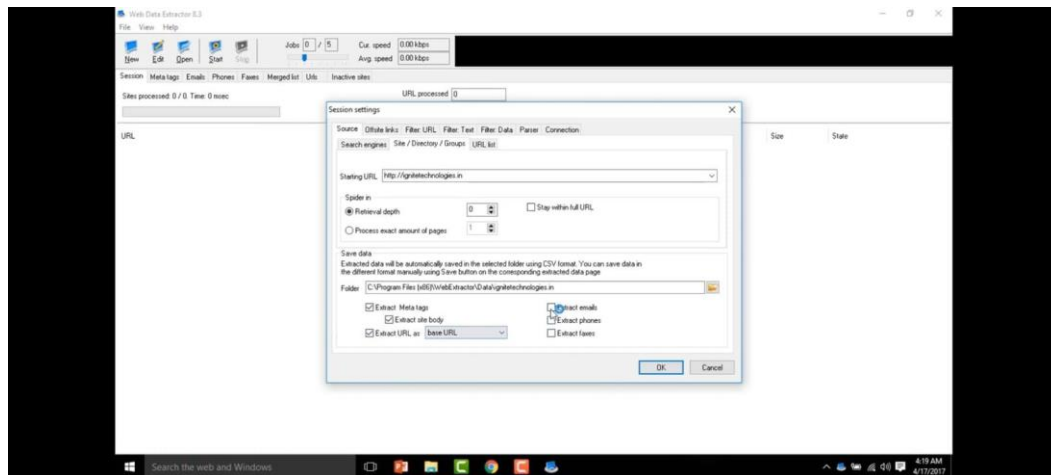 Web Data Extractor 8.3
File View Help
New Edit Open Start Stop Jobs 0 / 5 Cur. speed 0.00 kbps
Avg. speed 0.00 kbps
Session Meta tags Emails Phones Faxes Merged list Urls Inactive sites
Sites processed: 0 / 0. Time: 0 msec URL processed 0
URL Size State
Session settings
Source Offsite links Filter: URL Filter: Text Filter: Data Parser Connection
Search engines Site / Directory / Groups URL list
Starting URL http://ignitetechnologies.in
Spider in
Retrieval depth 0 Stay within full URL
Process exact amount of pages 1
Save data
Extracted data will be automatically saved in the selected folder using CSV format. You can save data in
the different format manually using Save button on the corresponding extracted data page
Folder C:\Program Files (x86)\WebExtractor\Data\ignitetechnologies.in
Extract Meta tags Extract emails
Extract site body Extract phones
Extract URL as base URL Extract faxes
OK Cancel
Search the web and Windows
4:19 AM
4/17/2017